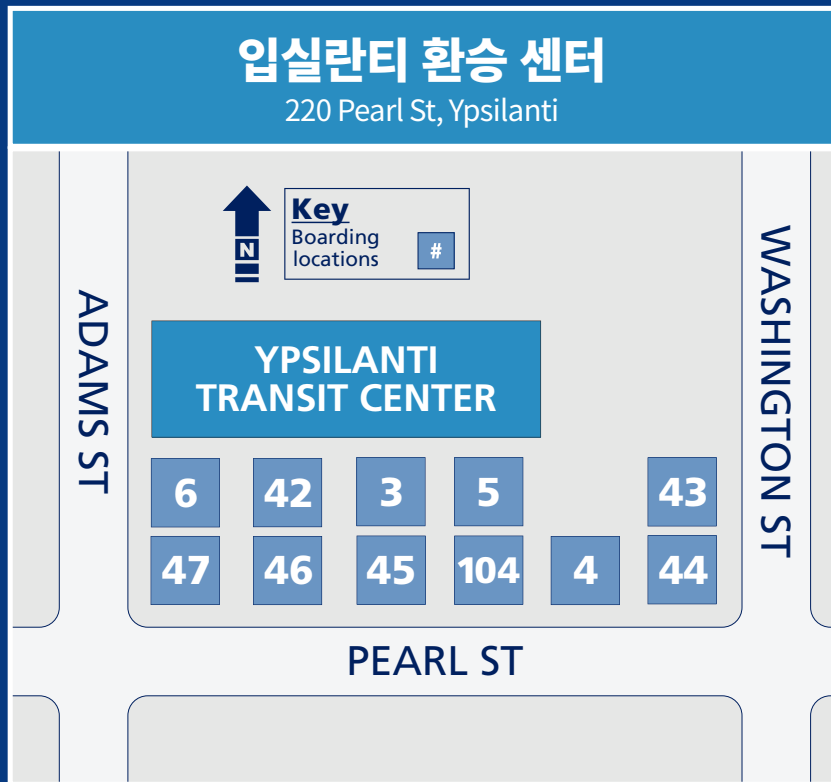 입실란티 환승 센터
220 Pearl St, Ypsilanti
N
Key
Boarding
locations
#
ADAMS ST
WASHINGTON ST
YPSILANTI
TRANSIT CENTER
6 42 3 5 43
47 46 45 104 4 44
PEARL ST